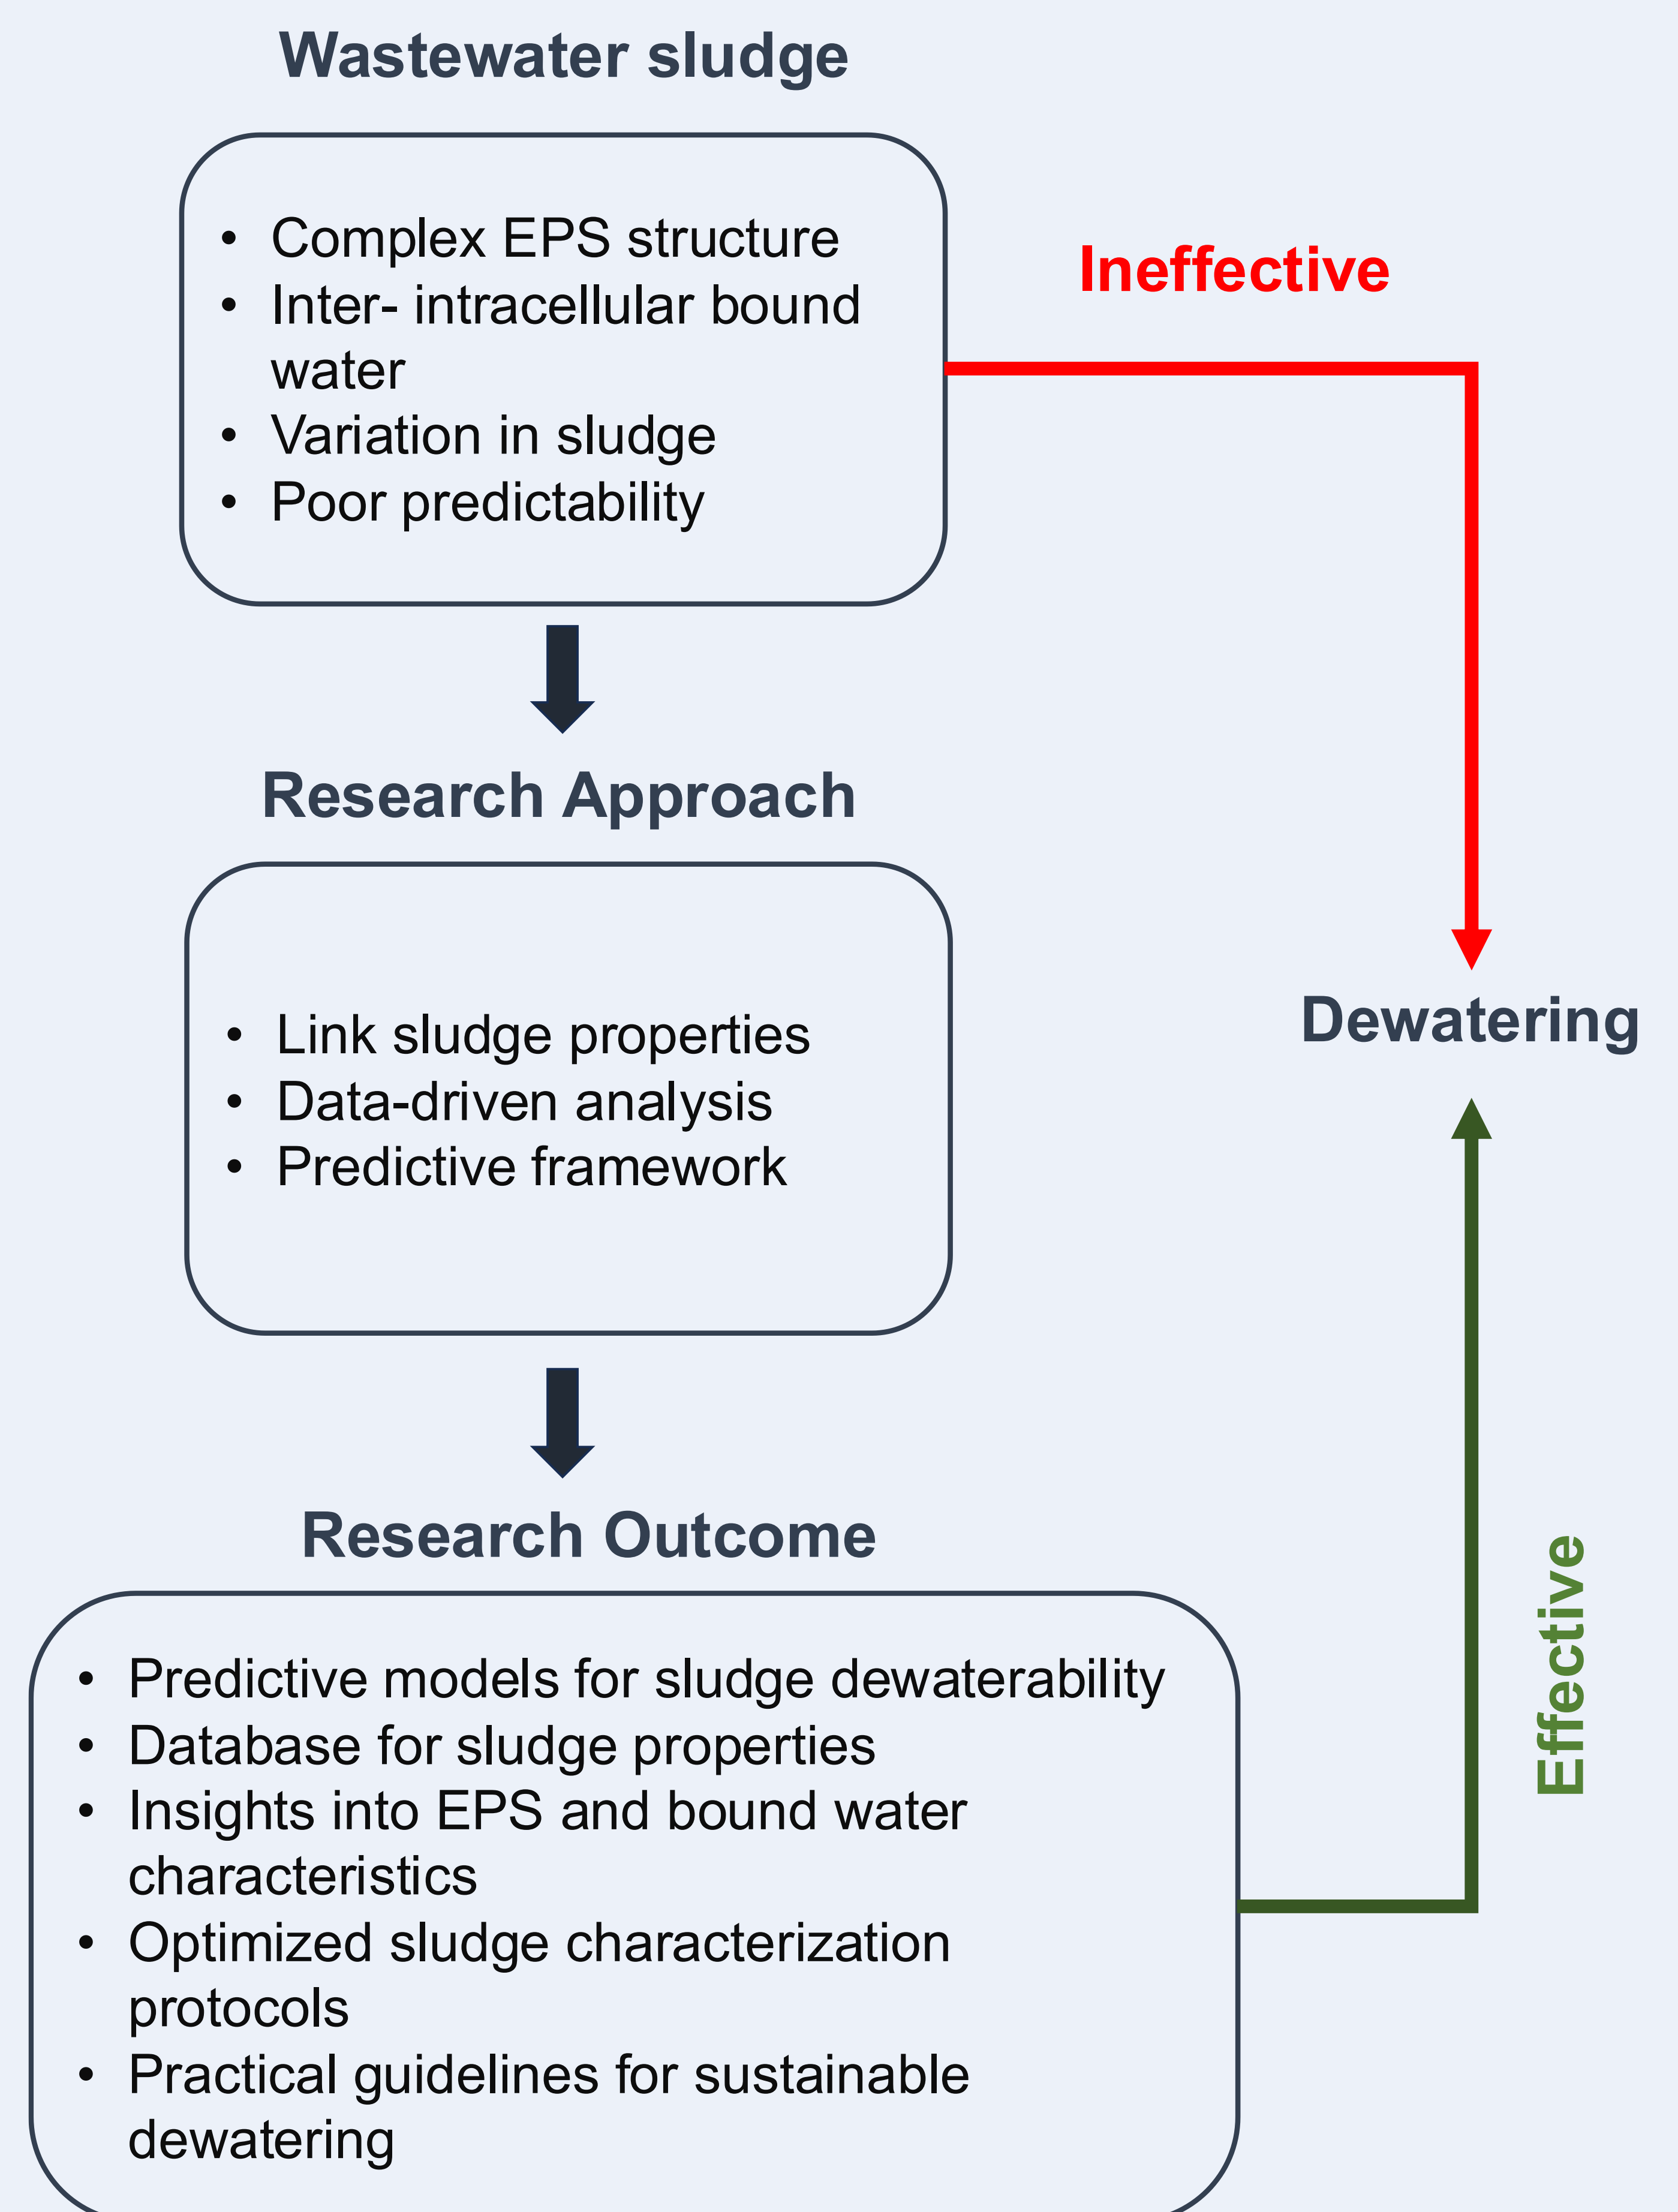 Wastewater sludge
• Complex EPS structure
• Inter- intracellular bound
water
• Variation in sludge
• Poor predictability
Ineffective
Research Approach
• Link sludge properties
• Data-driven analysis
• Predictive framework
Dewatering
Research Outcome
• Predictive models for sludge dewaterability
• Database for sludge properties
• Insights into EPS and bound water
characteristics
• Optimized sludge characterization
protocols
• Practical guidelines for sustainable
dewatering
Effective